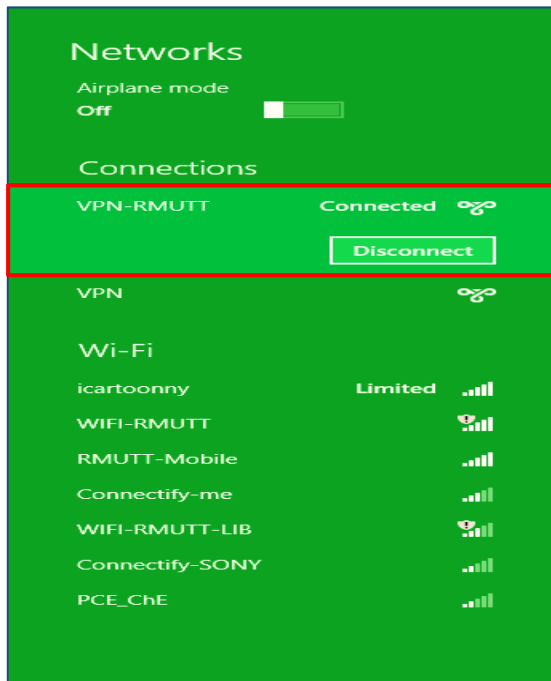 Networks
Airplane mode
Off
Connections
VPN-RMUTT Connected
Disconnect
VPN
Wi-Fi
icartoonny Limited
WIFI-RMUTT
RMUTT-Mobile
Connectify-me
WIFI-RMUTT-LIB
Connectify-SONY
PCE_ChE